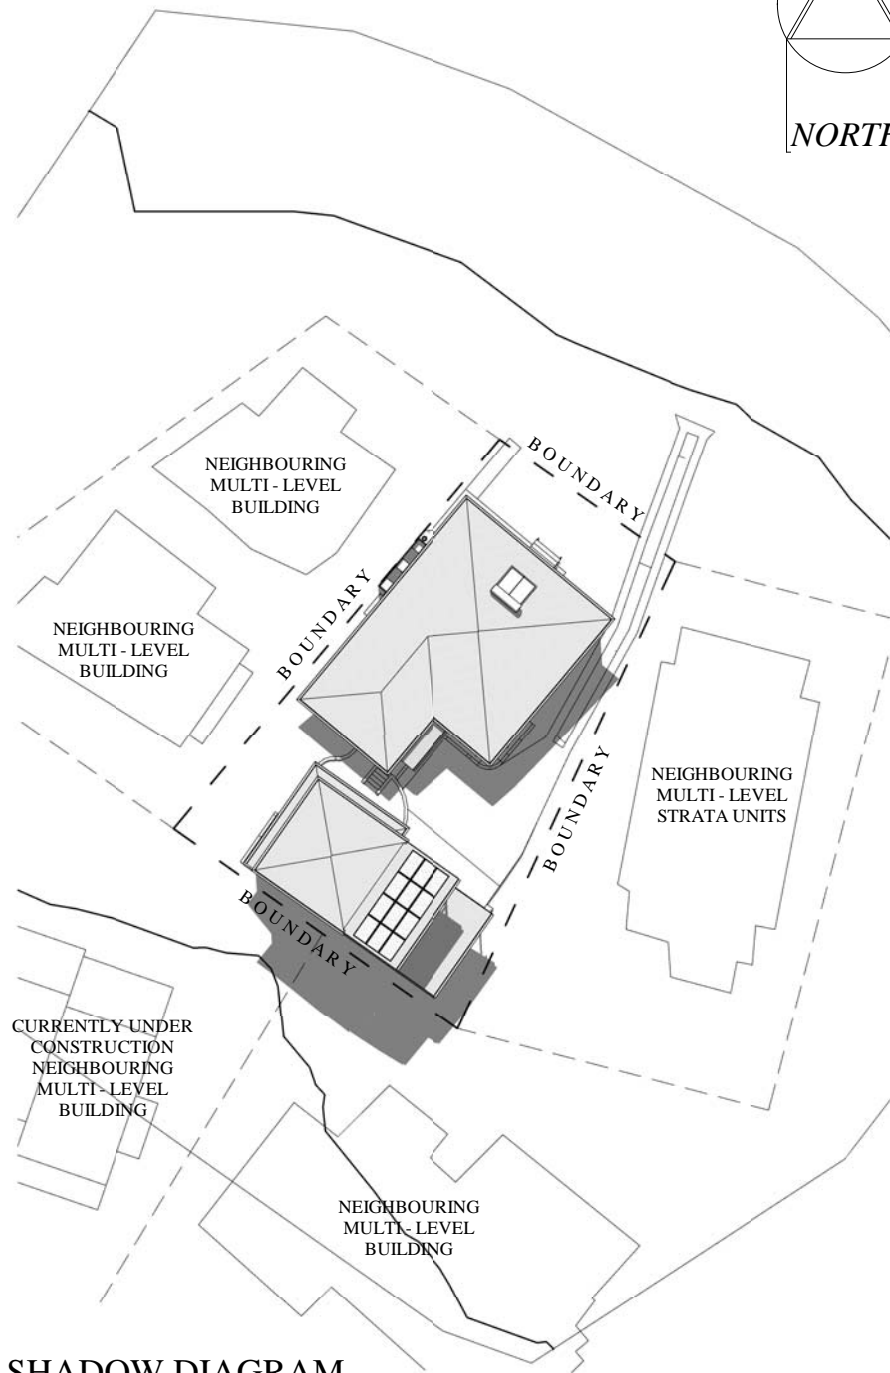 NORTH
BOUNDARY
NEIGHBOURING
MULTI - LEVEL
BUILDING
BOUNDARY
NEIGHBOURING
MULTI - LEVEL
BUILDING
NEIGHBOURING
MULTI - LEVEL
STRATA UNITS
BOUNDARY
BOUNDARY
CURRENTLY UNDER
CONSTRUCTION
NEIGHBOURING
MULTI - LEVEL
BUILDING
NEIGHBOURING
MULTI - LEVEL
BUILDING
SHADOW DIAGRAM